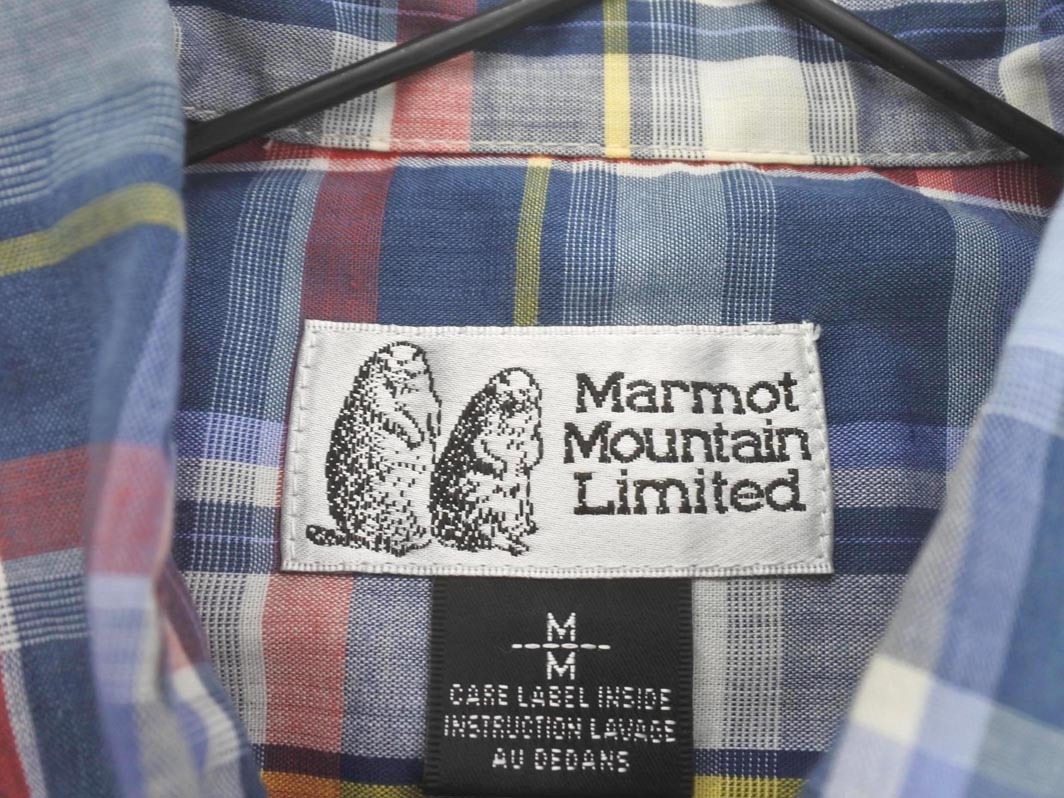 Marmot
Mountain
Limited
M
M
CARE LABEL INSIDE
INSTRUCTION LAVAGE
AU DEDANS